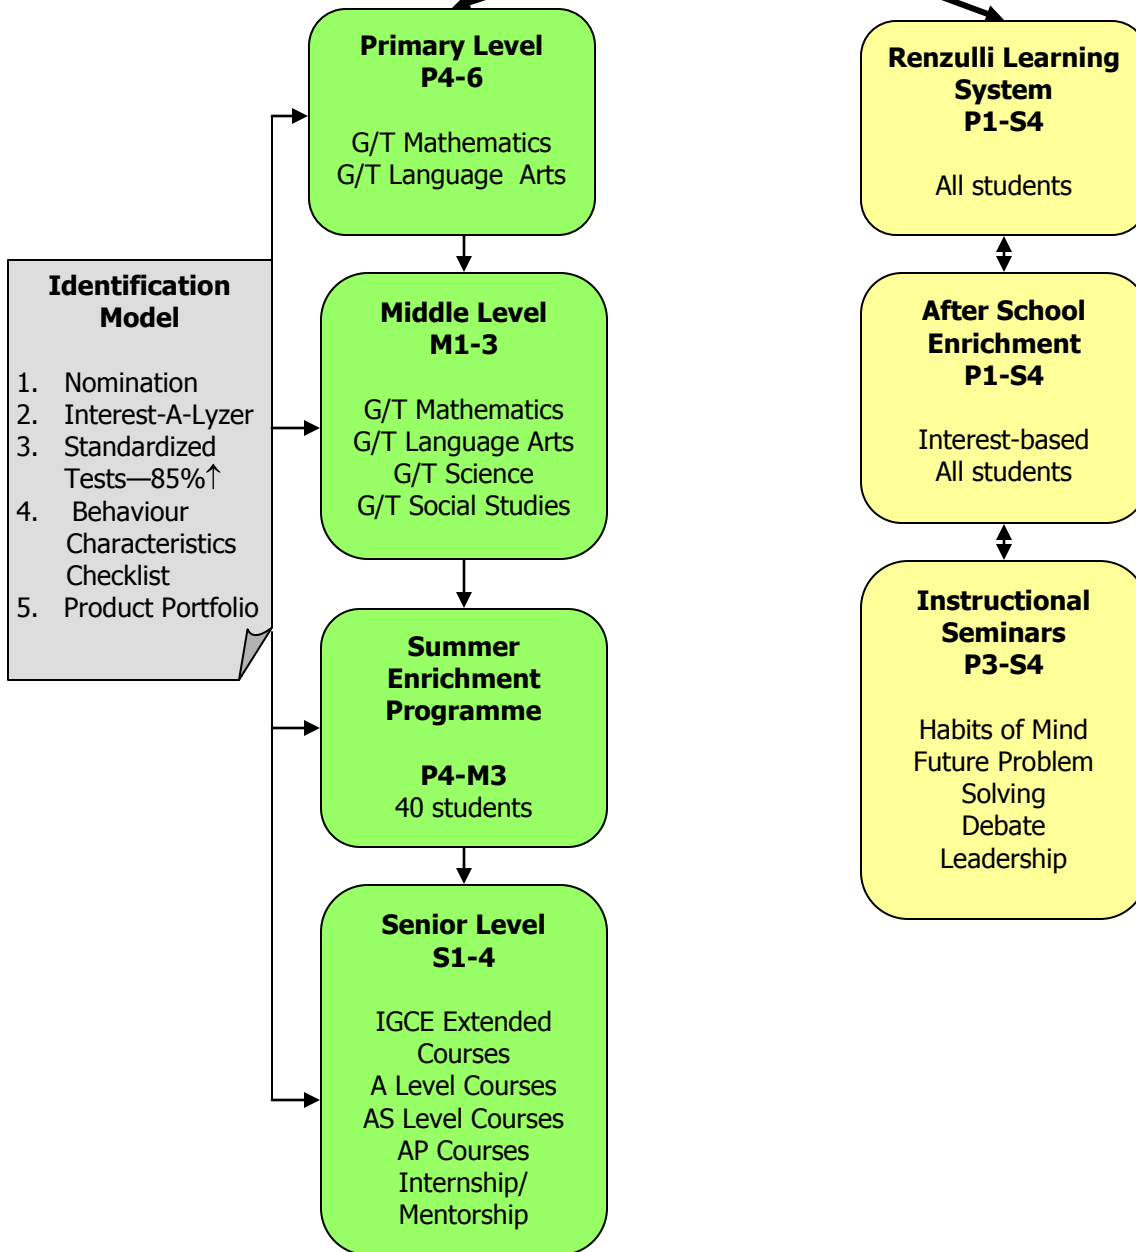 Primary Level
P4-6
G/T Mathematics
G/T Language  Arts
Renzulli Learning
System
P1-S4
All students
Identification
Model
1. Nomination
2. Interest-A-Lyzer
3. Standardized
Tests—85%↑
4. Behaviour
Characteristics
Checklist
5. Product Portfolio
Middle Level
M1-3
G/T Mathematics
G/T Language Arts
G/T Science
G/T Social Studies
After School
Enrichment
P1-S4
Interest-based
All students
Summer
Enrichment
Programme
P4-M3
40 students
Instructional
Seminars
P3-S4
Habits of Mind
Future Problem
Solving
Debate
Leadership
Senior Level
S1-4
IGCE Extended
Courses
A Level Courses
AS Level Courses
AP Courses
Internship/
Mentorship